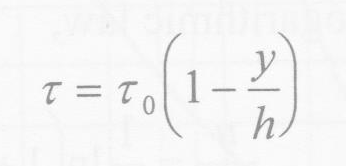 τ = τ₀(1 − y/h)